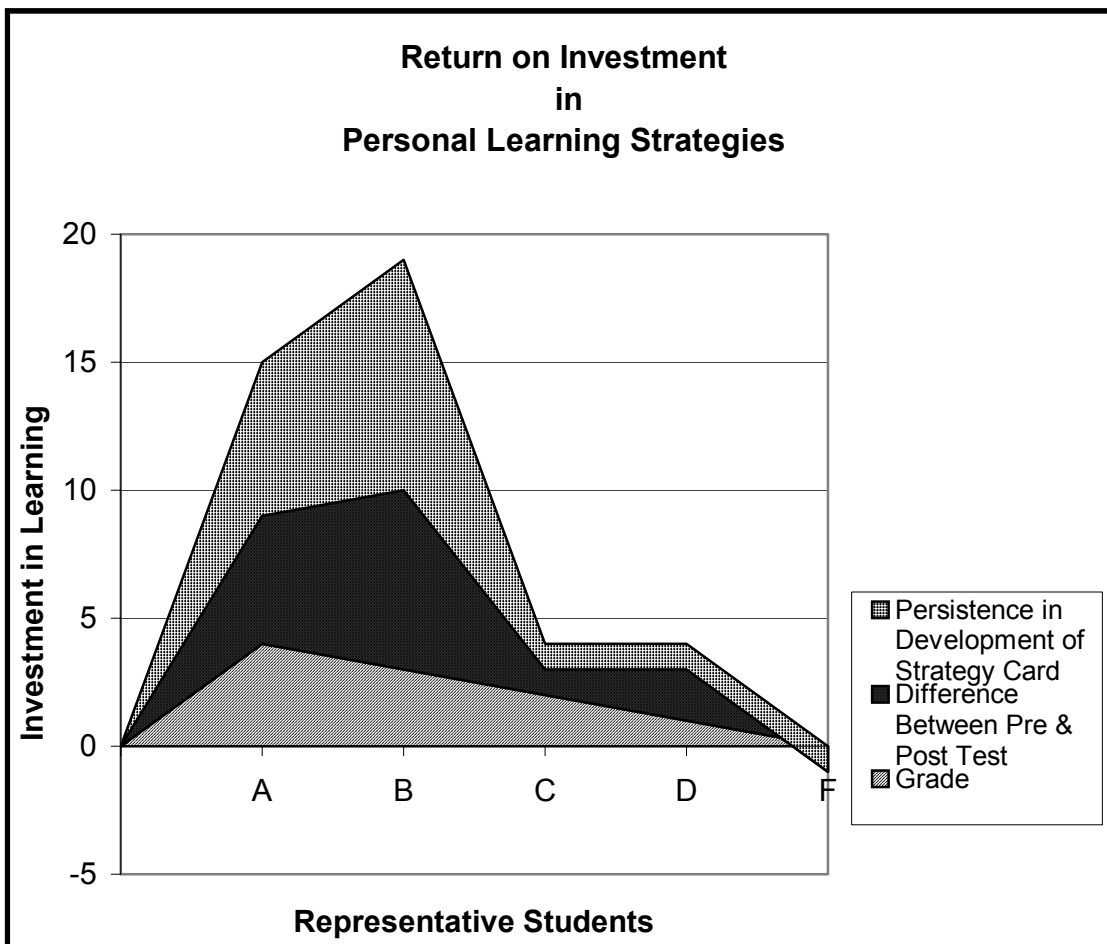 Return on Investment
in
Personal Learning Strategies
20
15
10
5
0
-5
Investment in Learning
A B C D F
Representative Students
Persistence in
Development of
Strategy Card
Difference
Between Pre &
Post Test
Grade